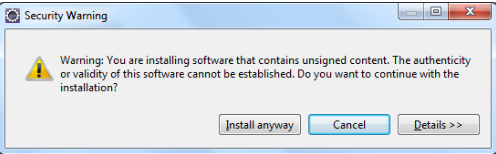 Security Warning
Warning: You are installing software that contains unsigned content. The authenticity
or validity of this software cannot be established. Do you want to continue with the
installation?
Install anyway Cancel Details >>